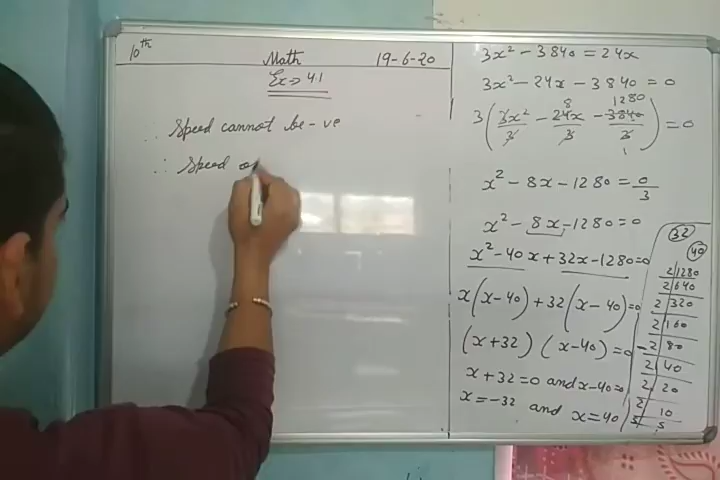 10th Math 19-6-20
Ex⇒4.1
∵ Speed cannot be -ve
∴ Speed o
3x² - 3840 = 24x
3x² - 24x - 3840 = 0
8 1280
3(3x²/3 - 24x/3 - 3840/3) = 0
1
x² - 8x - 1280 = 0/3
x² - 8x - 1280 = 0
x² - 40x + 32x - 1280 = 0
x(x-40) + 32(x-40) = 0
(x+32) (x-40) = 0
x + 32 = 0 and x-40=0
x = -32 and x = 40
32
40
2|1280
2|640
2|320
2|160
2|80
2|40
2|20
2|10
5|5